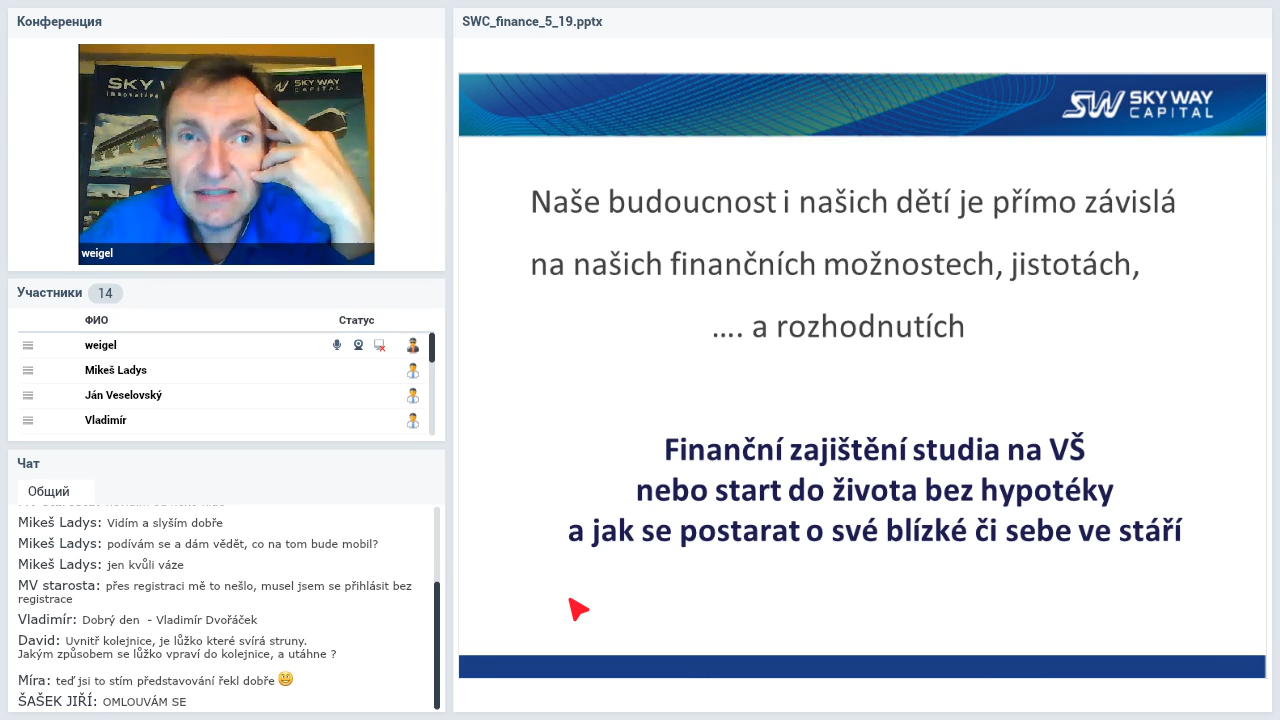 Конференция
SKY W
innovativ
SKY WAY
CAPITAL
weigel
Участники 14
ФИО Статус
weigel
Mikeš Ladys
Ján Veselovský
Vladimír
Чат
Общий
Mikeš Ladys: Vidím a slyším dobře
Mikeš Ladys: podívám se a dám vědět, co na tom bude mobil?
Mikeš Ladys: jen kvůli váze
MV starosta: přes registraci mě to nešlo, musel jsem se přihlásit bez
registrace
Vladimír: Dobrý den - Vladimír Dvořáček
David: Uvnitř kolejnice, je lůžko které svírá struny.
Jakým způsobem se lůžko vpraví do kolejnice, a utáhne ?
Míra: teď jsi to stím představování řekl dobře
ŠAŠEK JIŘÍ: OMLOUVÁM SE
SWC_finance_5_19.pptx
SW SKY WAY
CAPITAL
Naše budoucnost i našich dětí je přímo závislá
na našich finančních možnostech, jistotách,
.... a rozhodnutích
Finanční zajištění studia na VŠ
nebo start do života bez hypotéky
a jak se postarat o své blízké či sebe ve stáří